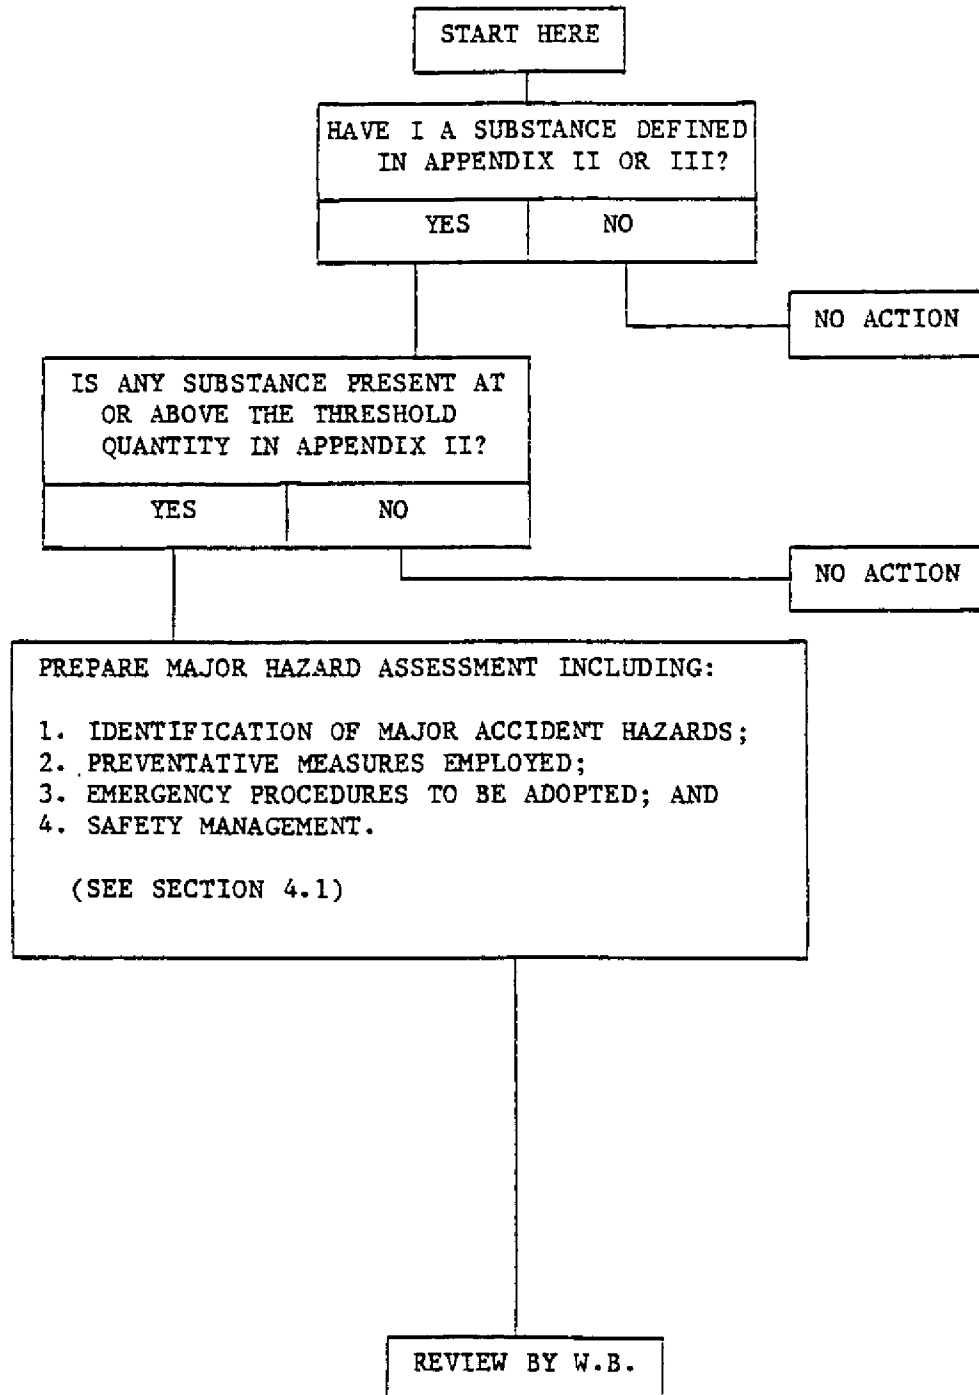 START HERE
HAVE I A SUBSTANCE DEFINED
IN APPENDIX II OR III?
YES NO
NO ACTION
IS ANY SUBSTANCE PRESENT AT
OR ABOVE THE THRESHOLD
QUANTITY IN APPENDIX II?
YES NO
NO ACTION
PREPARE MAJOR HAZARD ASSESSMENT INCLUDING:
1. IDENTIFICATION OF MAJOR ACCIDENT HAZARDS;
2. PREVENTATIVE MEASURES EMPLOYED;
3. EMERGENCY PROCEDURES TO BE ADOPTED; AND
4. SAFETY MANAGEMENT.
(SEE SECTION 4.1)
REVIEW BY W.B.